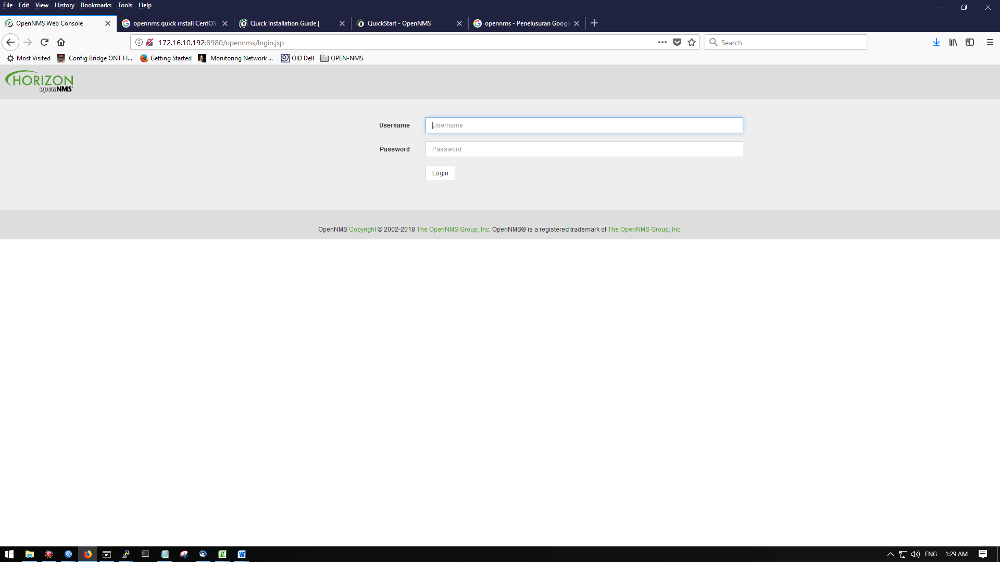 File Edit View History Bookmarks Tools Help
OpenNMS Web Console
opennms quick install CentOS
Quick Installation Guide |
QuickStart - OpenNMS
opennms - Penelusuran Google
172.16.10.192:8980/opennms/login.jsp
Search
Most Visited
Config Bridge ONT H...
Getting Started
Monitoring Network ...
OID Dell
OPEN-NMS
HORIZON
openNMS
Username
Username
Password
Password
Login
OpenNMS Copyright © 2002-2018 The OpenNMS Group, Inc. OpenNMS® is a registered trademark of The OpenNMS Group, Inc.
ENG
1:29 AM